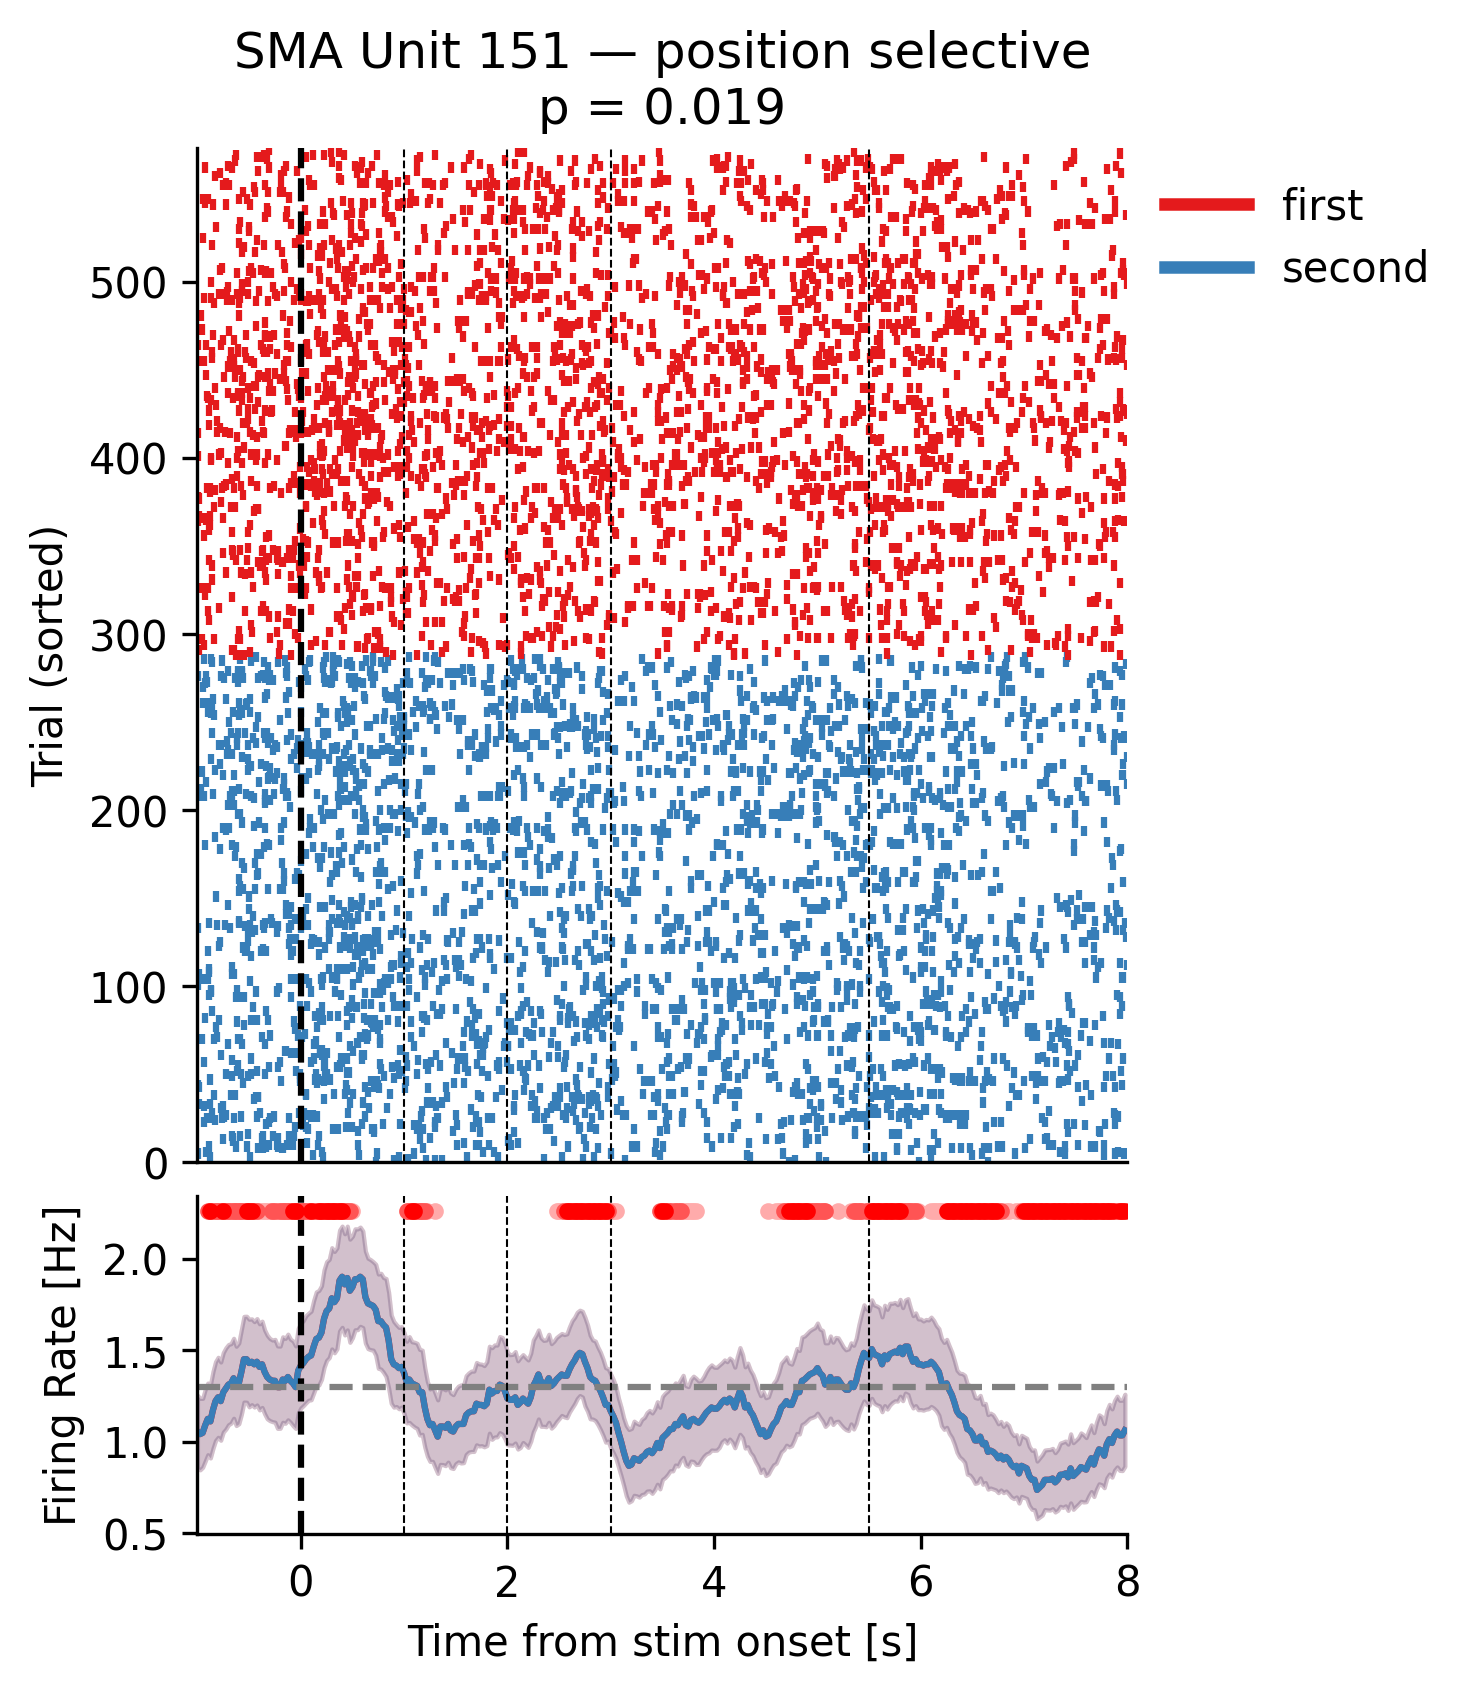 SMA Unit 151 — position selective
p = 0.019
first
second
Trial (sorted)
500
400
300
200
100
0
Firing Rate [Hz]
2.0
1.5
1.0
0.5
0 2 4 6 8
Time from stim onset [s]